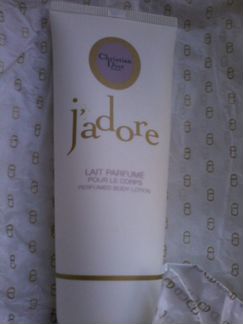 Christian
Dior
j'adore
LAIT PARFUMÉ
POUR LE CORPS
PERFUMED BODY LOTION